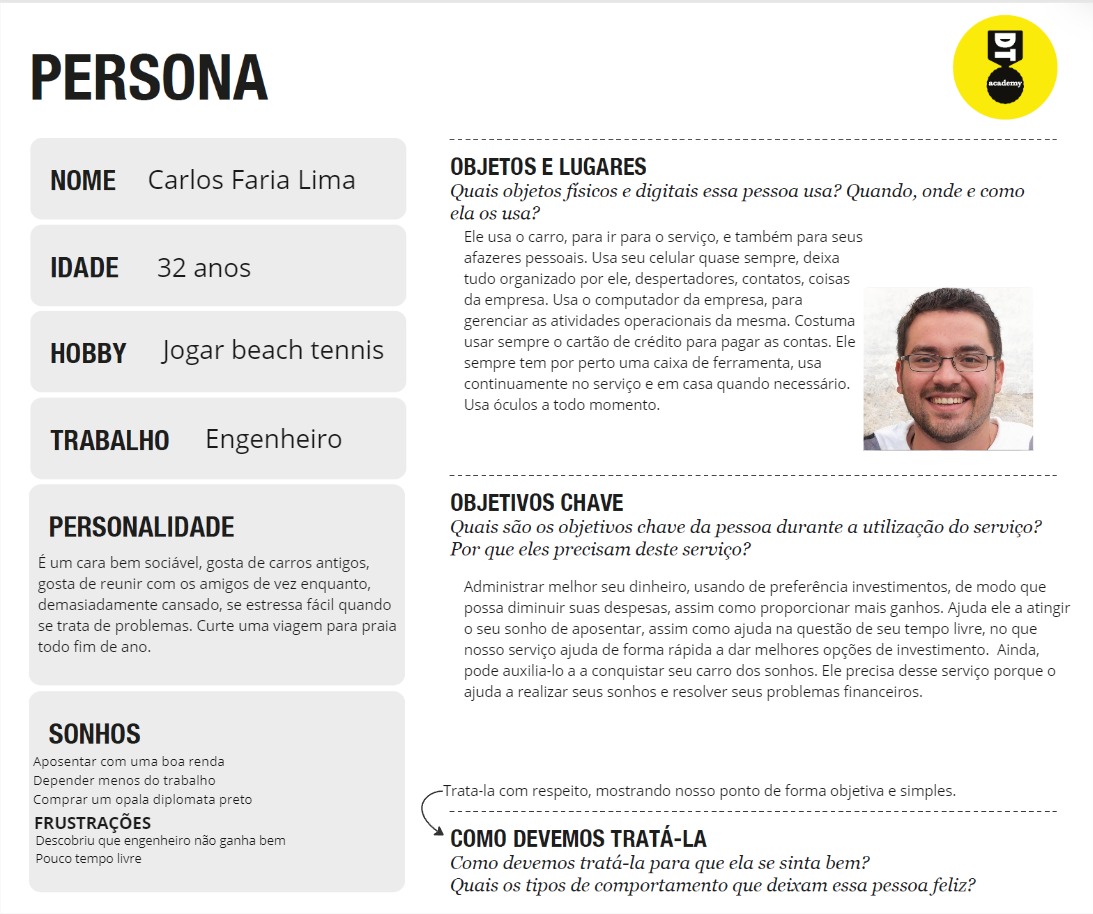 PERSONA
DT
academy
NOME Carlos Faria Lima
IDADE 32 anos
HOBBY Jogar beach tennis
TRABALHO Engenheiro
PERSONALIDADE
É um cara bem sociável, gosta de carros antigos,
gosta de reunir com os amigos de vez enquanto,
demasiadamente cansado, se estressa fácil quando
se trata de problemas. Curte uma viagem para praia
todo fim de ano.
SONHOS
Aposentar com uma boa renda
Depender menos do trabalho
Comprar um opala diplomata preto
FRUSTRAÇÕES
Descobriu que engenheiro não ganha bem
Pouco tempo livre
OBJETOS E LUGARES
Quais objetos físicos e digitais essa pessoa usa? Quando, onde e como
ela os usa?
Ele usa o carro, para ir para o serviço, e também para seus
afazeres pessoais. Usa seu celular quase sempre, deixa
tudo organizado por ele, despertadores, contatos, coisas
da empresa. Usa o computador da empresa, para
gerenciar as atividades operacionais da mesma. Costuma
usar sempre o cartão de crédito para pagar as contas. Ele
sempre tem por perto uma caixa de ferramenta, usa
continuamente no serviço e em casa quando necessário.
Usa óculos a todo momento.
OBJETIVOS CHAVE
Quais são os objetivos chave da pessoa durante a utilização do serviço?
Por que eles precisam deste serviço?
Administrar melhor seu dinheiro, usando de preferência investimentos, de modo que
possa diminuir suas despesas, assim como proporcionar mais ganhos. Ajuda ele a atingir
o seu sonho de aposentar, assim como ajuda na questão de seu tempo livre, no que
nosso serviço ajuda de forma rápida a dar melhores opções de investimento. Ainda,
pode auxilia-lo a a conquistar seu carro dos sonhos. Ele precisa desse serviço porque o
ajuda a realizar seus sonhos e resolver seus problemas financeiros.
Trata-la com respeito, mostrando nosso ponto de forma objetiva e simples.
COMO DEVEMOS TRATÁ-LA
Como devemos tratá-la para que ela se sinta bem?
Quais os tipos de comportamento que deixam essa pessoa feliz?